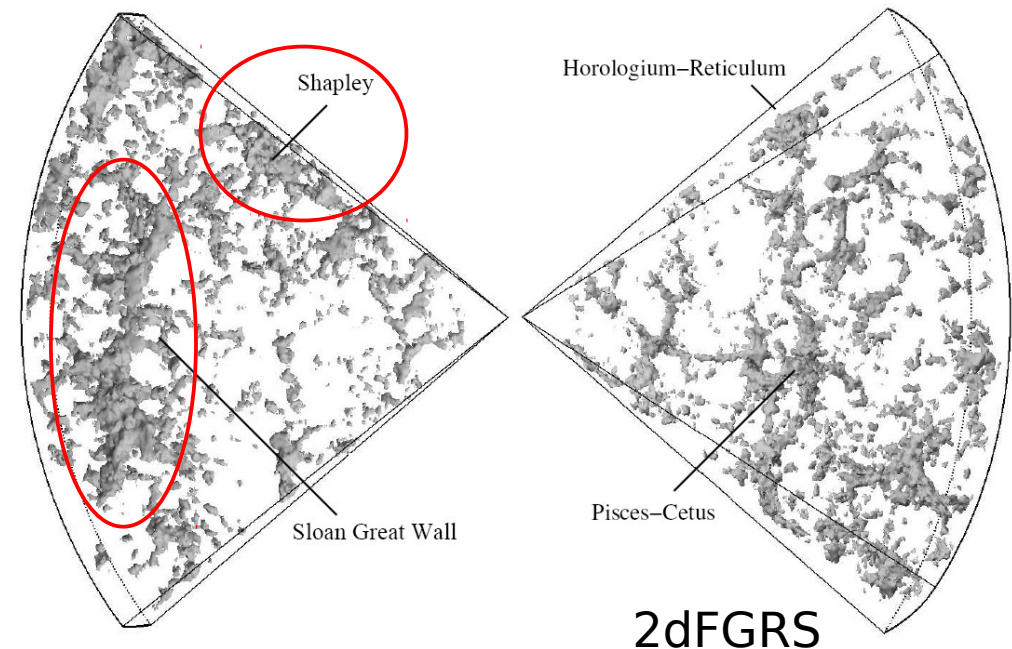 Shapley
Horologium−Reticulum
Sloan Great Wall
Pisces−Cetus
2dFGRS